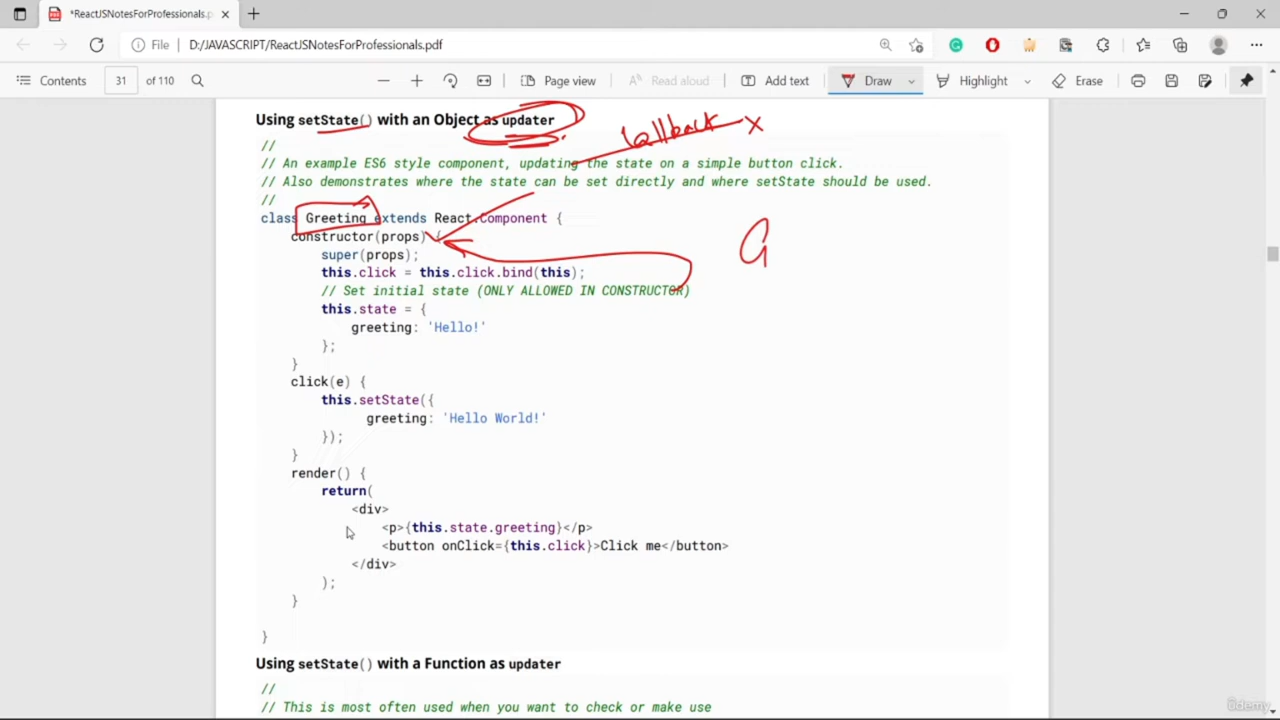 *ReactJSNotesForProfessionals.pdf
File D:/JAVASCRIPT/ReactJSNotesForProfessionals.pdf
Contents 31 of 110 Page view Read aloud Add text Draw Highlight Erase
Using setState() with an Object as updater
callback x
//
// An example ES6 style component, updating the state on a simple button click.
// Also demonstrates where the state can be set directly and where setState should be used.
//
class Greeting extends React.Component {
constructor(props) {
super(props);
this.click = this.click.bind(this);
G
// Set initial state (ONLY ALLOWED IN CONSTRUCTOR)
this.state = {
greeting: 'Hello!'
};
}
click(e) {
this.setState({
greeting: 'Hello World!'
});
}
render() {
return(
<div>
<p>{this.state.greeting}</p>
<button onClick={this.click}>Click me</button>
</div>
);
}
}
Using setState() with a Function as updater
//
// This is most often used when you want to check or make use
ûdemy